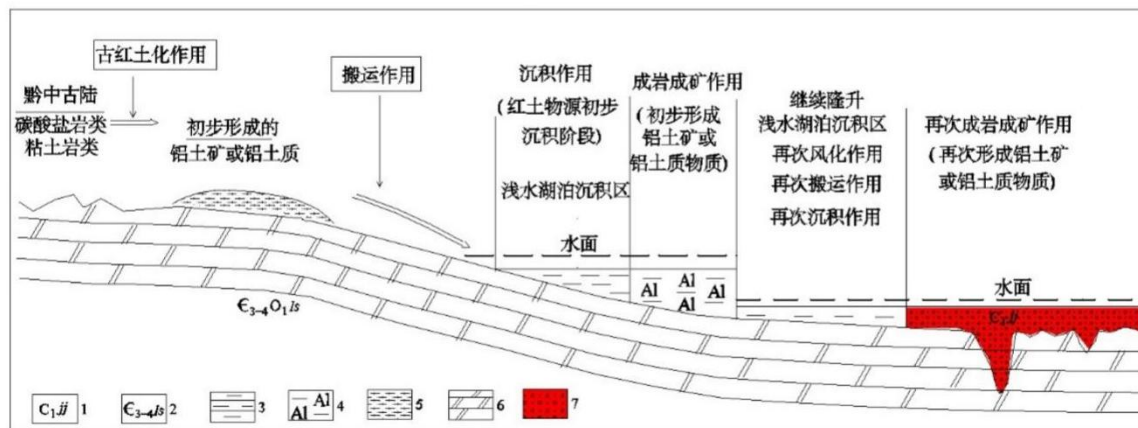 古红土化作用
黔中古陆
碳酸盐岩类
粘土岩类
初步形成的
铝土矿或铝土质
搬运作用
沉积作用
(红土物源初步
沉积阶段)
浅水湖泊沉积区
成岩成矿作用
(初步形成
铝土矿或
铝土质物质)
继续隆升
浅水湖泊沉积区
再次风化作用
再次搬运作用
再次沉积作用
再次成岩成矿作用
(再次形成铝土矿
或铝土质物质)
水面
水面
Al Al Al
Al
Є₃₋₄O₁ls
C₁jj 1
Є₃₋₄ls 2
3
Al Al 4
5
6
7